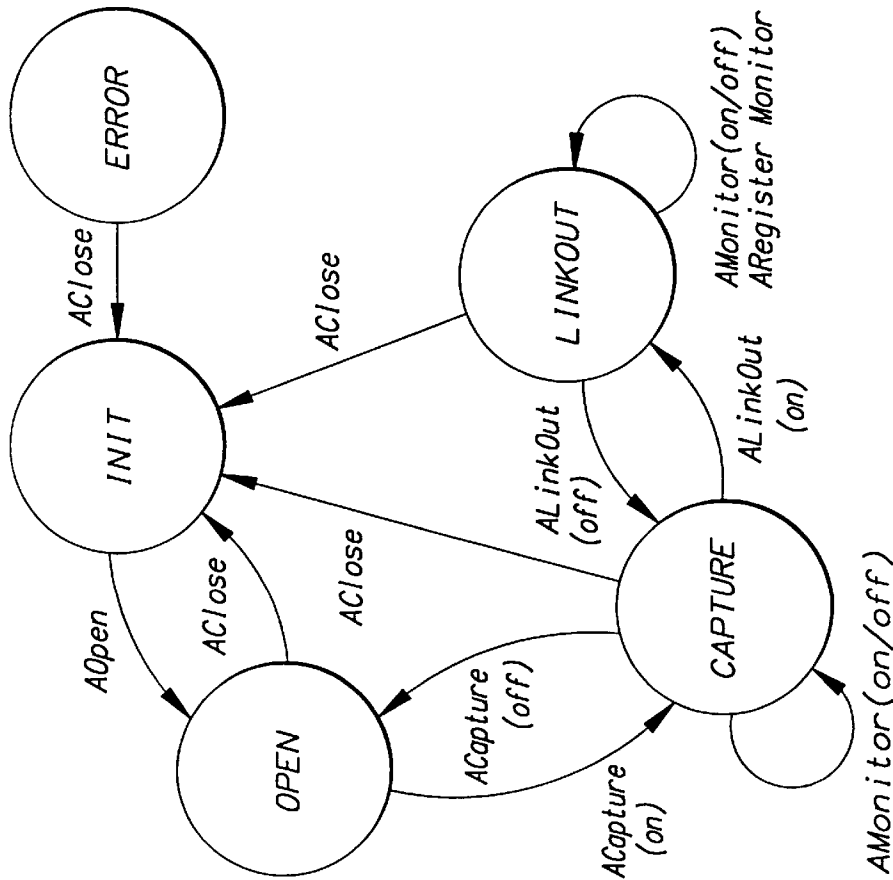 ERROR
AClose
INIT
AOpen
AClose
OPEN
AClose
AClose
LINKOUT
AMonitor(on/off)
ARegister Monitor
ALinkOut
(off)
ALinkOut
(on)
ACapture
(off)
ACapture
(on)
CAPTURE
AMonitor(on/off)